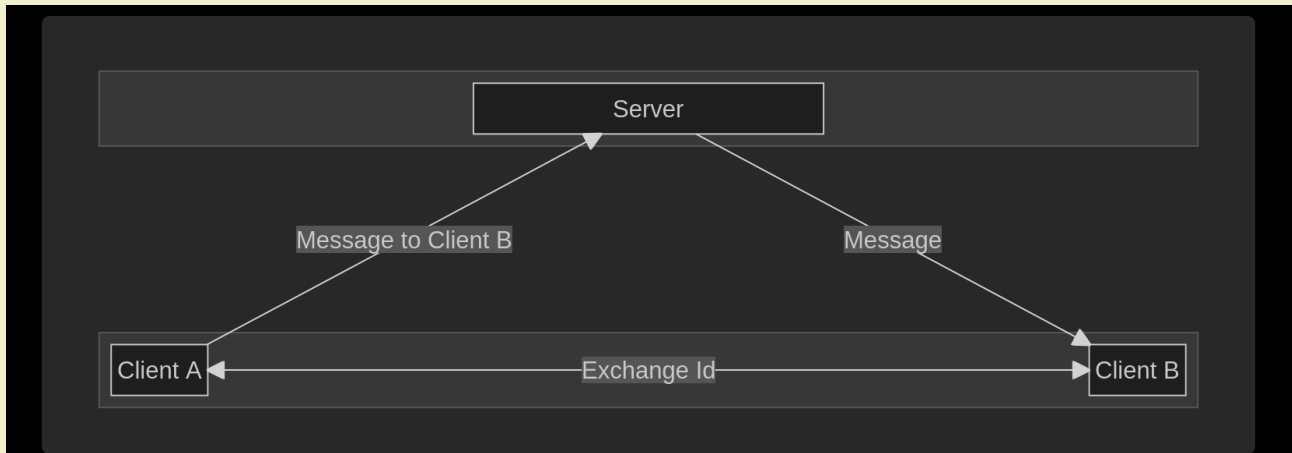 Server
Message to Client B
Message
Client A
Exchange Id
Client B